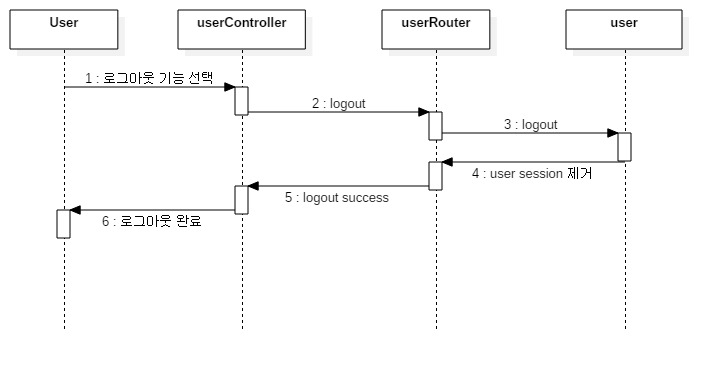 User
userController
userRouter
user
1 : 로그아웃 기능 선택
2 : logout
3 : logout
4 : user session 제거
5 : logout success
6 : 로그아웃 완료